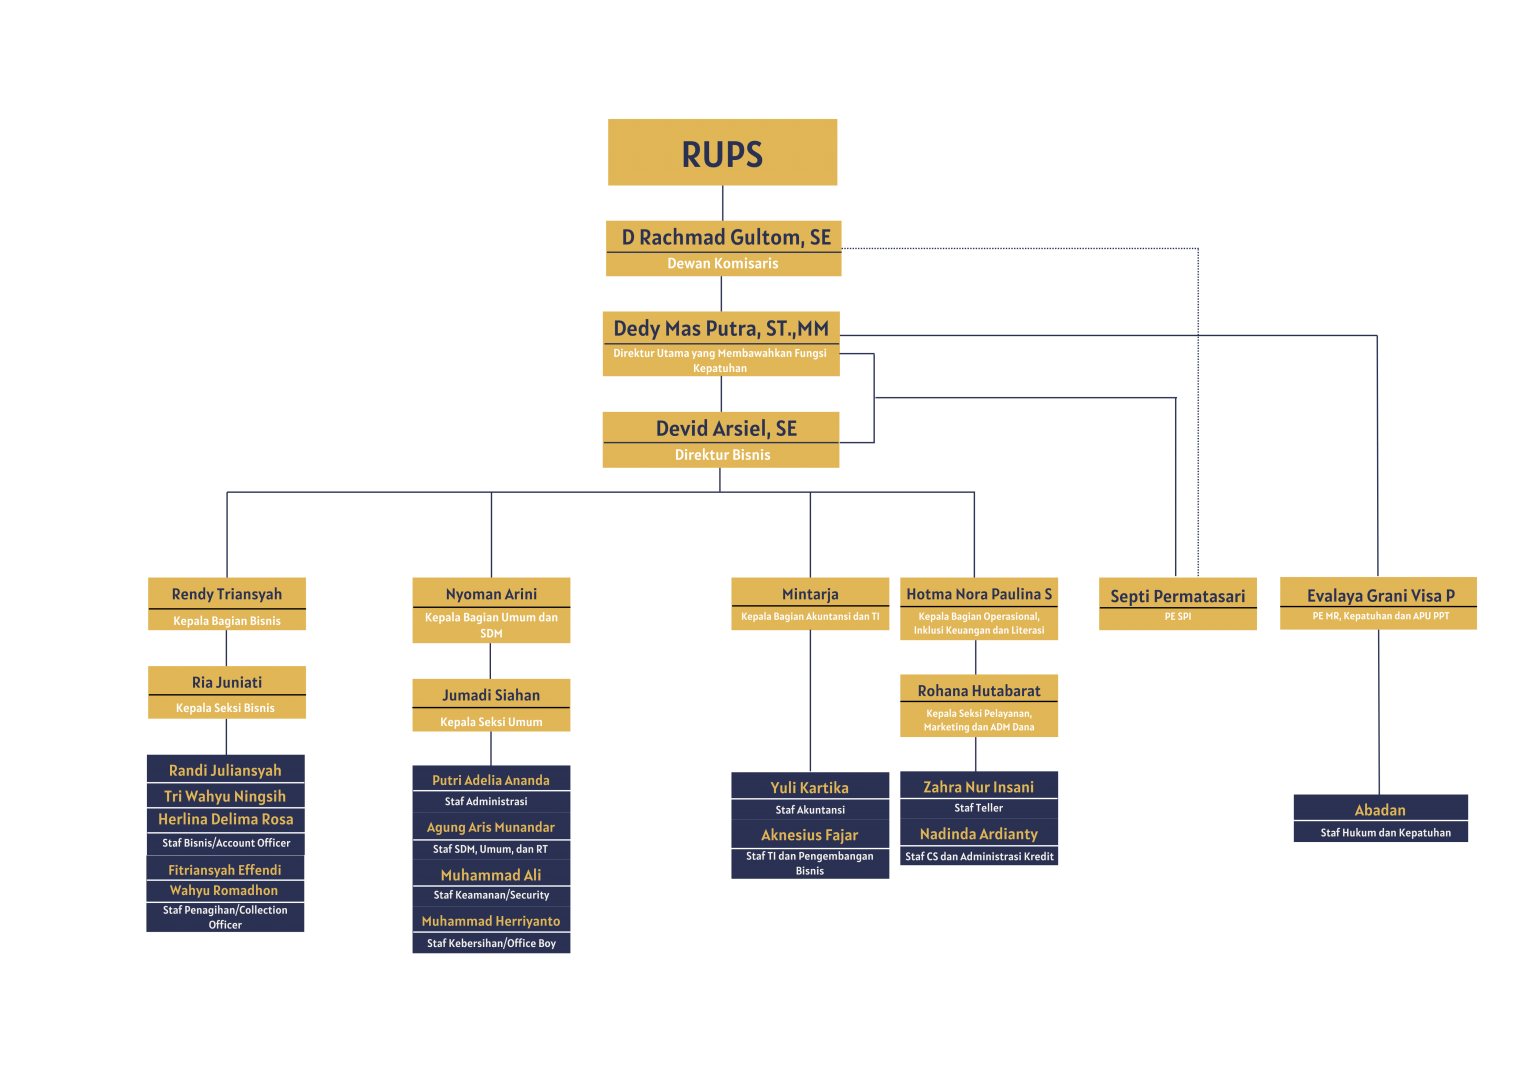 RUPS
D Rachmad Gultom, SE
Dewan Komisaris
Dedy Mas Putra, ST.,MM
Direktur Utama yang Membawahkan Fungsi
Kepatuhan
Devid Arsiel, SE
Direktur Bisnis
Rendy Triansyah
Kepala Bagian Bisnis
Ria Juniati
Kepala Seksi Bisnis
Randi Juliansyah
Tri Wahyu Ningsih
Herlina Delima Rosa
Staf Bisnis/Account Officer
Fitriansyah Effendi
Wahyu Romadhon
Staf Penagihan/Collection
Officer
Nyoman Arini
Kepala Bagian Umum dan
SDM
Jumadi Siahan
Kepala Seksi Umum
Putri Adelia Ananda
Staf Administrasi
Agung Aris Munandar
Staf SDM, Umum, dan RT
Muhammad Ali
Staf Keamanan/Security
Muhammad Herriyanto
Staf Kebersihan/Office Boy
Mintarja
Kepala Bagian Akuntansi dan TI
Yuli Kartika
Staf Akuntansi
Aknesius Fajar
Staf TI dan Pengembangan
Bisnis
Hotma Nora Paulina S
Kepala Bagian Operasional,
Inklusi Keuangan dan Literasi
Rohana Hutabarat
Kepala Seksi Pelayanan,
Marketing dan ADM Dana
Zahra Nur Insani
Staf Teller
Nadinda Ardianty
Staf CS dan Administrasi Kredit
Septi Permatasari
PE SPI
Evalaya Grani Visa P
PE MR, Kepatuhan dan APU PPT
Abadan
Staf Hukum dan Kepatuhan